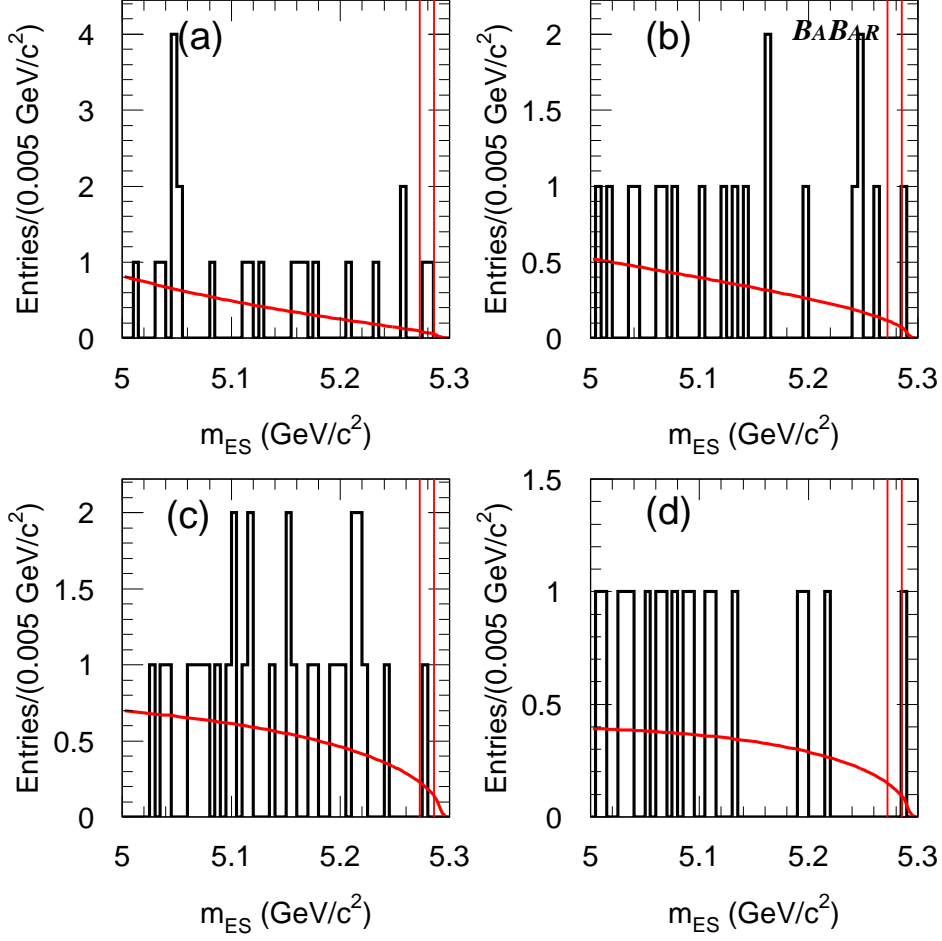 (a)
Entries/(0.005 GeV/c²)
4
3
2
1
0
5
5.1
5.2
5.3
m_ES (GeV/c²)
(b)
BABAR
Entries/(0.005 GeV/c²)
2
1.5
1
0.5
0
5
5.1
5.2
5.3
m_ES (GeV/c²)
(c)
Entries/(0.005 GeV/c²)
2
1.5
1
0.5
0
5
5.1
5.2
5.3
m_ES (GeV/c²)
(d)
Entries/(0.005 GeV/c²)
1.5
1
0.5
0
5
5.1
5.2
5.3
m_ES (GeV/c²)